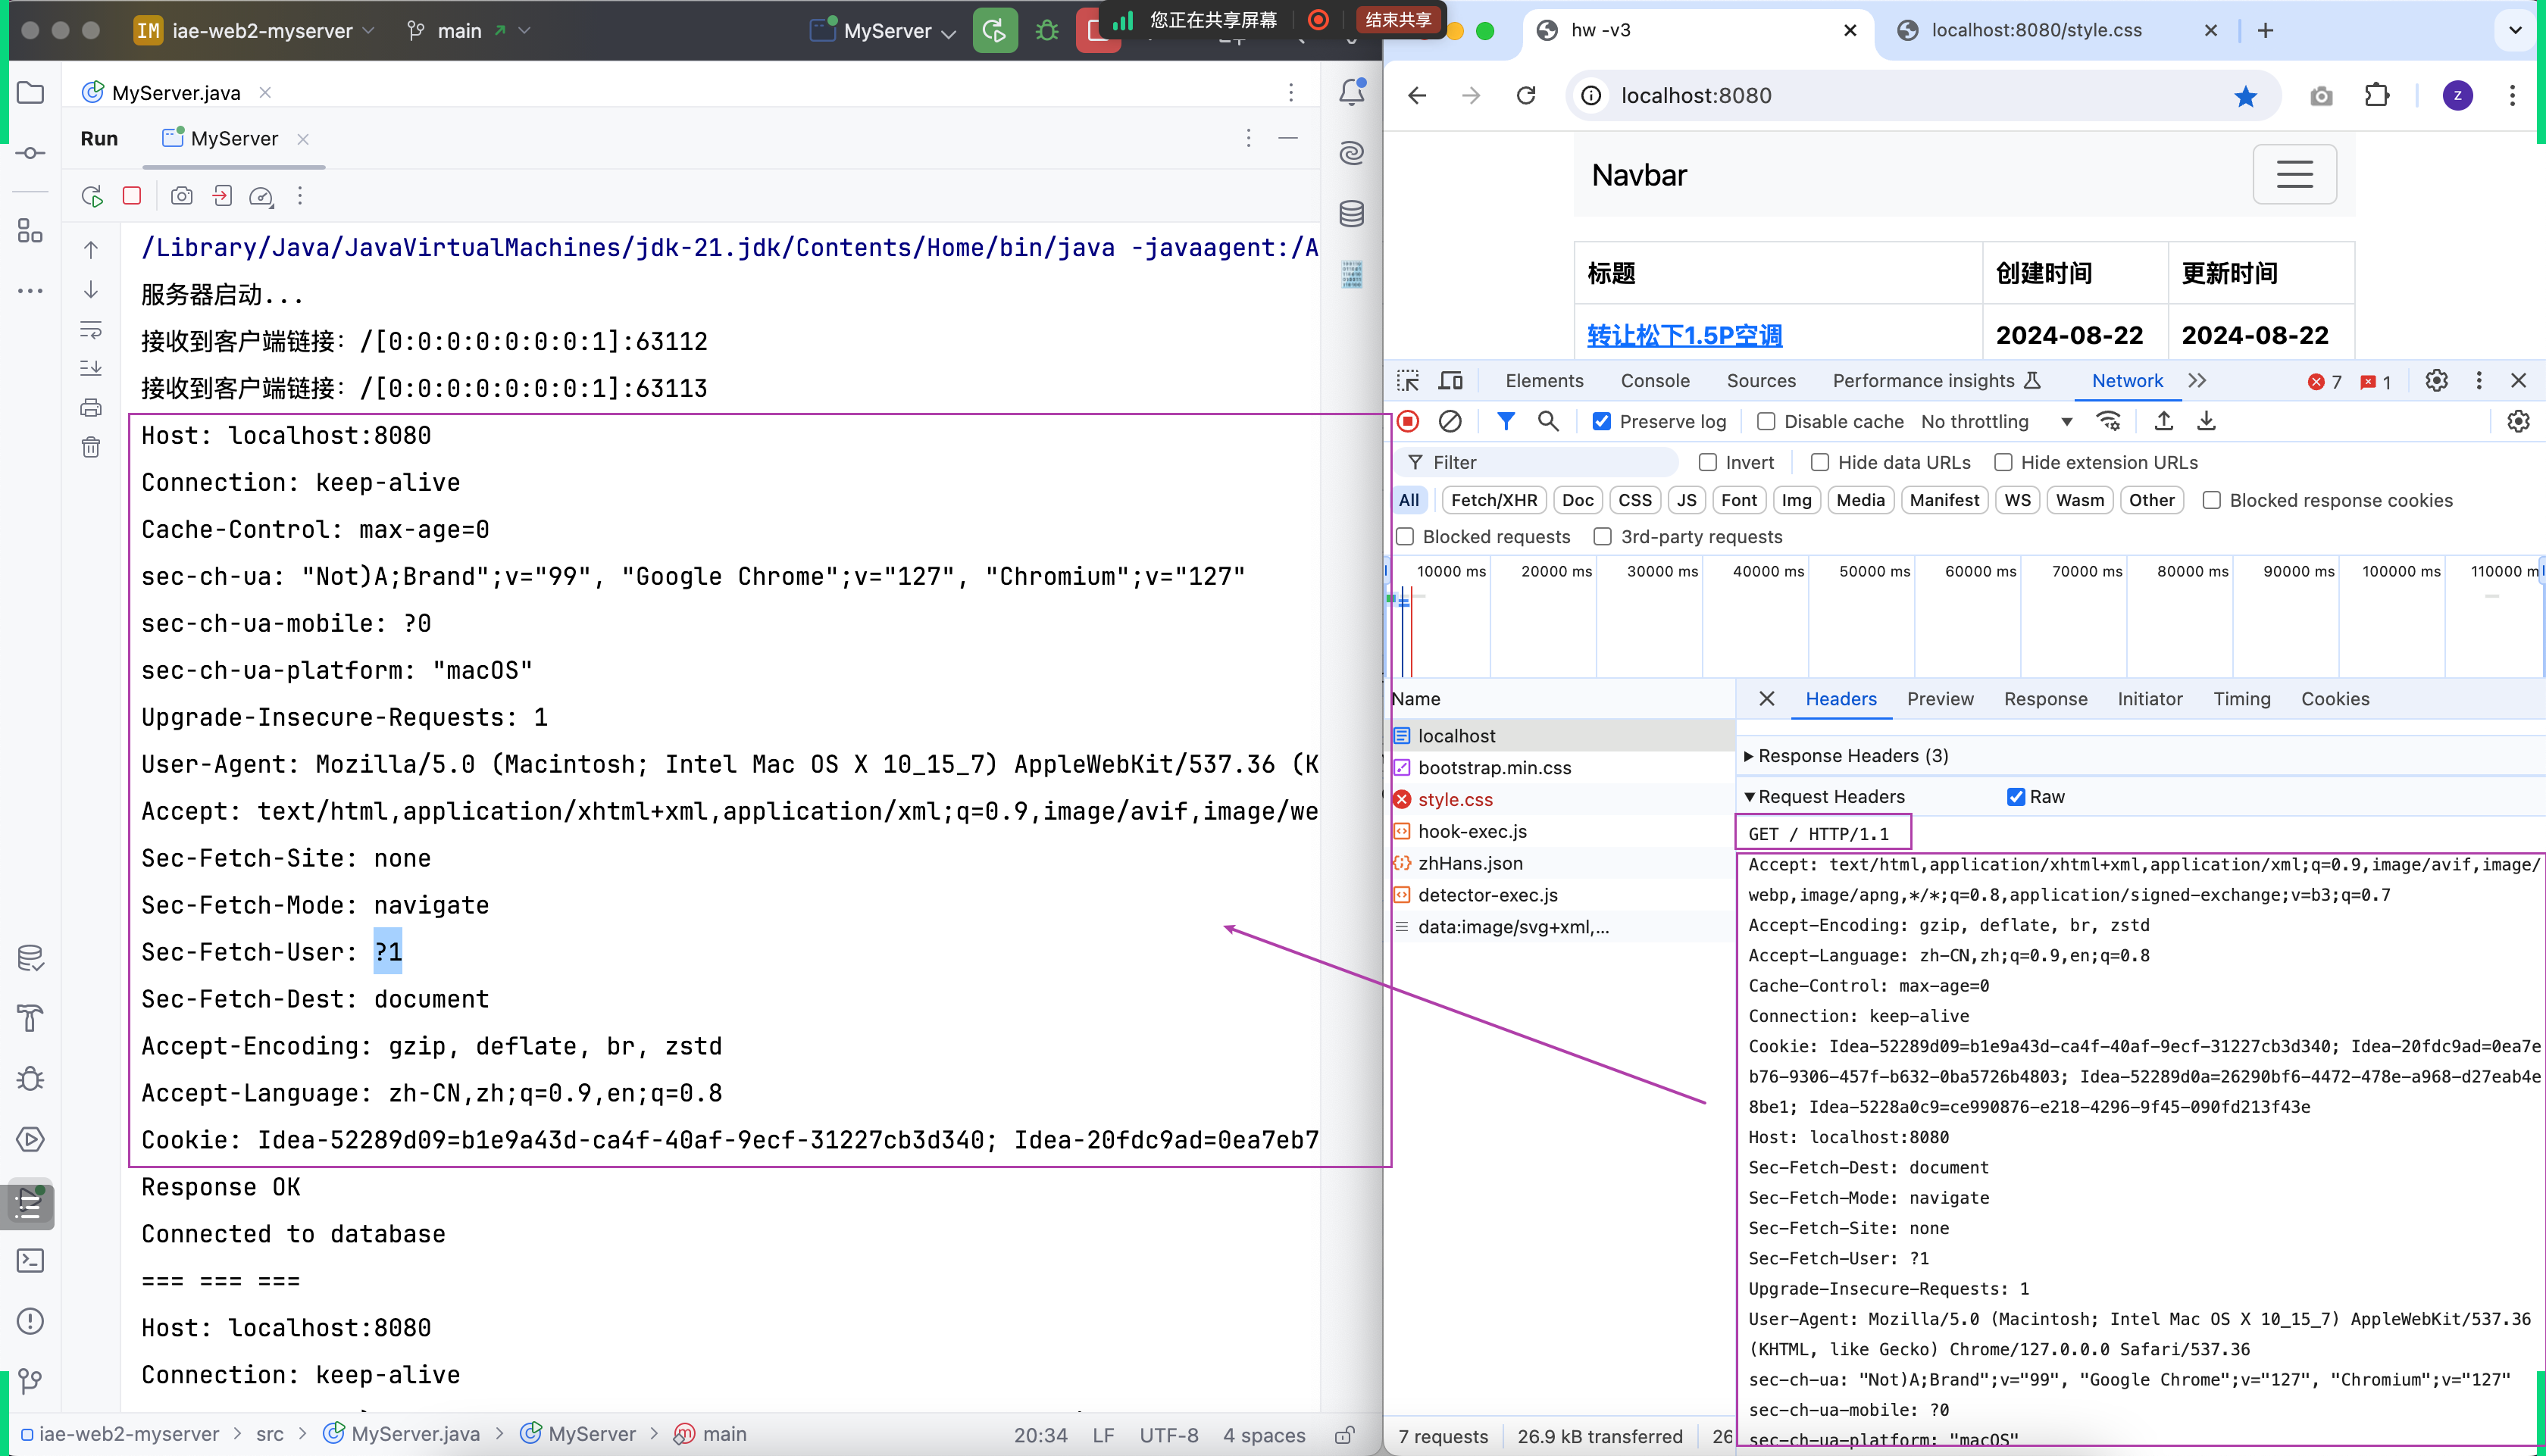 IM iae-web2-myserver
main
MyServer
您正在共享屏幕
结束共享
MyServer.java
Run
MyServer
/Library/Java/JavaVirtualMachines/jdk-21.jdk/Contents/Home/bin/java -javaagent:/A
服务器启动...
接收到客户端链接：/[0:0:0:0:0:0:0:1]:63112
接收到客户端链接：/[0:0:0:0:0:0:0:1]:63113
Host: localhost:8080
Connection: keep-alive
Cache-Control: max-age=0
sec-ch-ua: "Not)A;Brand";v="99", "Google Chrome";v="127", "Chromium";v="127"
sec-ch-ua-mobile: ?0
sec-ch-ua-platform: "macOS"
Upgrade-Insecure-Requests: 1
User-Agent: Mozilla/5.0 (Macintosh; Intel Mac OS X 10_15_7) AppleWebKit/537.36 (K
Accept: text/html,application/xhtml+xml,application/xml;q=0.9,image/avif,image/we
Sec-Fetch-Site: none
Sec-Fetch-Mode: navigate
Sec-Fetch-User: ?1
Sec-Fetch-Dest: document
Accept-Encoding: gzip, deflate, br, zstd
Accept-Language: zh-CN,zh;q=0.9,en;q=0.8
Cookie: Idea-52289d09=b1e9a43d-ca4f-40af-9ecf-31227cb3d340; Idea-20fdc9ad=0ea7eb7
Response OK
Connected to database
=== === ===
Host: localhost:8080
Connection: keep-alive
iae-web2-myserver > src > MyServer.java > MyServer > main
20:34 LF UTF-8 4 spaces
hw -v3
localhost:8080/style.css
localhost:8080
z
Navbar
标题 创建时间 更新时间
转让松下1.5P空调 2024-08-22 2024-08-22
Elements Console Sources Performance insights Network 7 1
Preserve log Disable cache No throttling
Filter Invert Hide data URLs Hide extension URLs
All Fetch/XHR Doc CSS JS Font Img Media Manifest WS Wasm Other Blocked response cookies
Blocked requests 3rd-party requests
10000 ms 20000 ms 30000 ms 40000 ms 50000 ms 60000 ms 70000 ms 80000 ms 90000 ms 100000 ms 110000 m
Name
localhost
bootstrap.min.css
style.css
hook-exec.js
zhHans.json
detector-exec.js
data:image/svg+xml,...
Headers Preview Response Initiator Timing Cookies
Response Headers (3)
Request Headers Raw
GET / HTTP/1.1
Accept: text/html,application/xhtml+xml,application/xml;q=0.9,image/avif,image/
webp,image/apng,*/*;q=0.8,application/signed-exchange;v=b3;q=0.7
Accept-Encoding: gzip, deflate, br, zstd
Accept-Language: zh-CN,zh;q=0.9,en;q=0.8
Cache-Control: max-age=0
Connection: keep-alive
Cookie: Idea-52289d09=b1e9a43d-ca4f-40af-9ecf-31227cb3d340; Idea-20fdc9ad=0ea7e
b76-9306-457f-b632-0ba5726b4803; Idea-52289d0a=26290bf6-4472-478e-a968-d27eab4e
8be1; Idea-5228a0c9=ce990876-e218-4296-9f45-090fd213f43e
Host: localhost:8080
Sec-Fetch-Dest: document
Sec-Fetch-Mode: navigate
Sec-Fetch-Site: none
Sec-Fetch-User: ?1
Upgrade-Insecure-Requests: 1
User-Agent: Mozilla/5.0 (Macintosh; Intel Mac OS X 10_15_7) AppleWebKit/537.36
(KHTML, like Gecko) Chrome/127.0.0.0 Safari/537.36
sec-ch-ua: "Not)A;Brand";v="99", "Google Chrome";v="127", "Chromium";v="127"
sec-ch-ua-mobile: ?0
sec-ch-ua-platform: "macOS"
7 requests 26.9 kB transferred 26